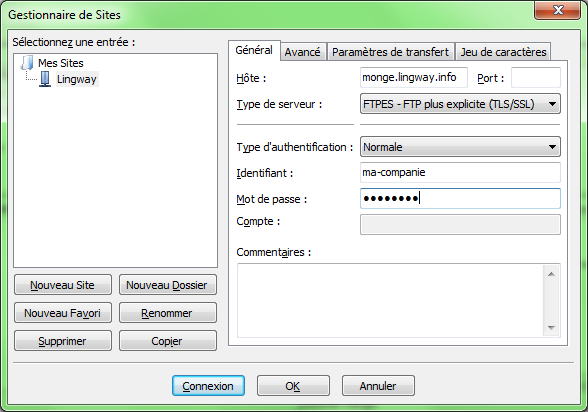 Gestionnaire de Sites
Sélectionnez une entrée :
Mes Sites
Lingway
Nouveau Site
Nouveau Dossier
Nouveau Favori
Renommer
Supprimer
Copier
Général
Avancé
Paramètres de transfert
Jeu de caractères
Hôte :
monge.lingway.info
Port :
Type de serveur :
FTPES - FTP plus explicite (TLS/SSL)
Type d'authentification :
Normale
Identifiant :
ma-companie
Mot de passe :
●●●●●●●●
Compte :
Commentaires :
Connexion
OK
Annuler